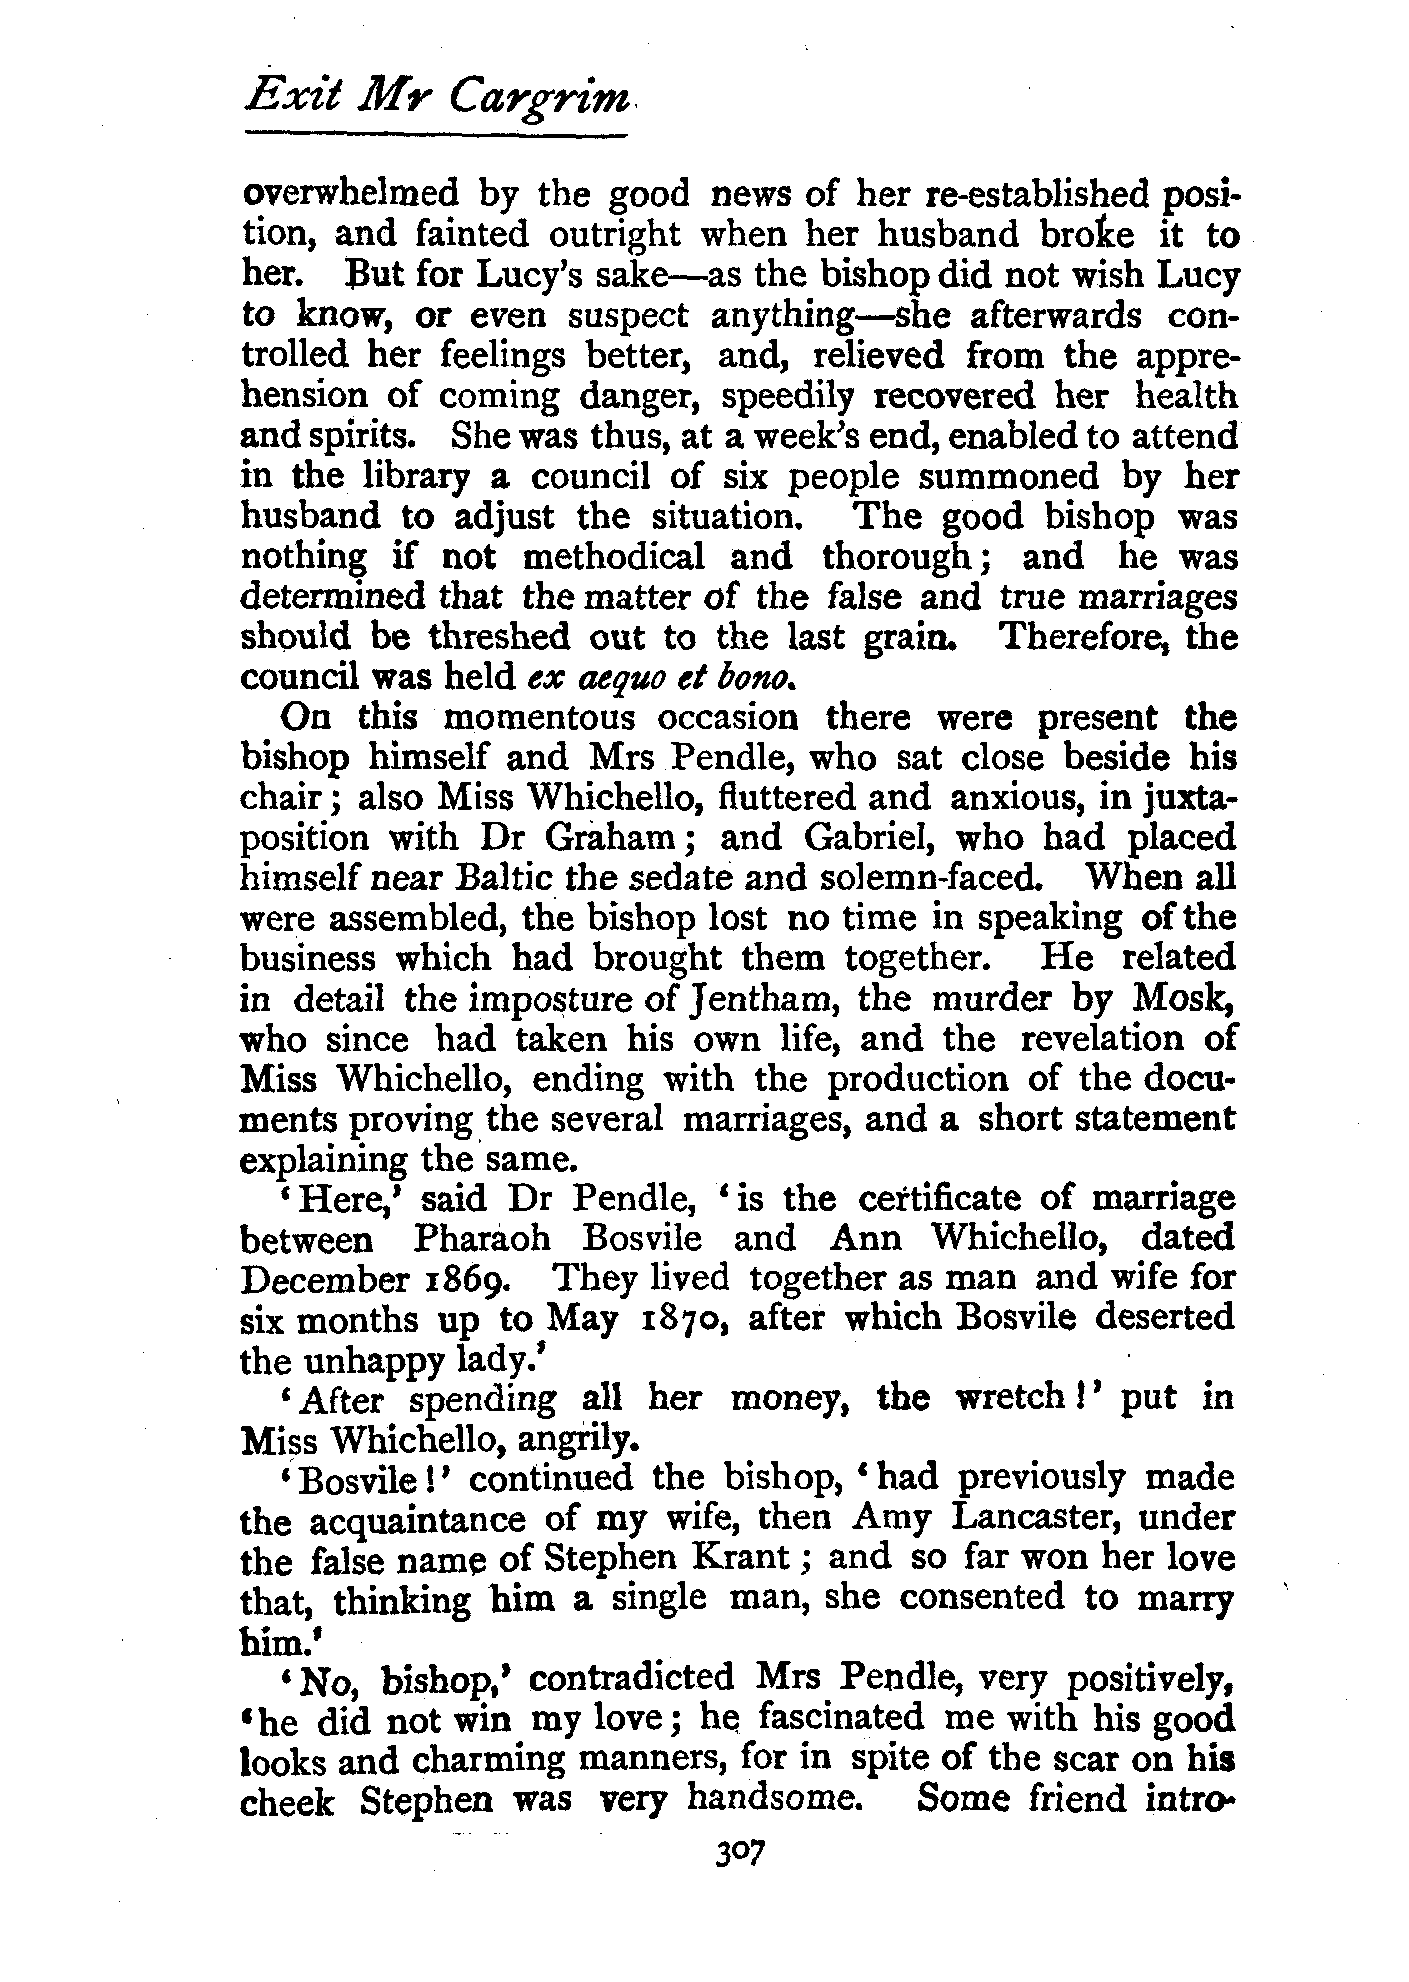 Exit Mr Cargrim
overwhelmed by the good news of her re-established posi-
tion, and fainted outright when her husband broke it to
her. But for Lucy's sake—as the bishop did not wish Lucy
to know, or even suspect anything—she afterwards con-
trolled her feelings better, and, relieved from the appre-
hension of coming danger, speedily recovered her health
and spirits. She was thus, at a week's end, enabled to attend
in the library a council of six people summoned by her
husband to adjust the situation. The good bishop was
nothing if not methodical and thorough; and he was
determined that the matter of the false and true marriages
should be threshed out to the last grain. Therefore, the
council was held ex aequo et bono.
On this momentous occasion there were present the
bishop himself and Mrs Pendle, who sat close beside his
chair; also Miss Whichello, fluttered and anxious, in juxta-
position with Dr Graham; and Gabriel, who had placed
himself near Baltic the sedate and solemn-faced. When all
were assembled, the bishop lost no time in speaking of the
business which had brought them together. He related
in detail the imposture of Jentham, the murder by Mosk,
who since had taken his own life, and the revelation of
Miss Whichello, ending with the production of the docu-
ments proving the several marriages, and a short statement
explaining the same.
'Here,' said Dr Pendle, 'is the certificate of marriage
between Pharaoh Bosvile and Ann Whichello, dated
December 1869. They lived together as man and wife for
six months up to May 1870, after which Bosvile deserted
the unhappy lady.'
'After spending all her money, the wretch!' put in
Miss Whichello, angrily.
'Bosvile!' continued the bishop, 'had previously made
the acquaintance of my wife, then Amy Lancaster, under
the false name of Stephen Krant; and so far won her love
that, thinking him a single man, she consented to marry
him.'
'No, bishop,' contradicted Mrs Pendle, very positively,
'he did not win my love; he fascinated me with his good
looks and charming manners, for in spite of the scar on his
cheek Stephen was very handsome. Some friend intro-
307